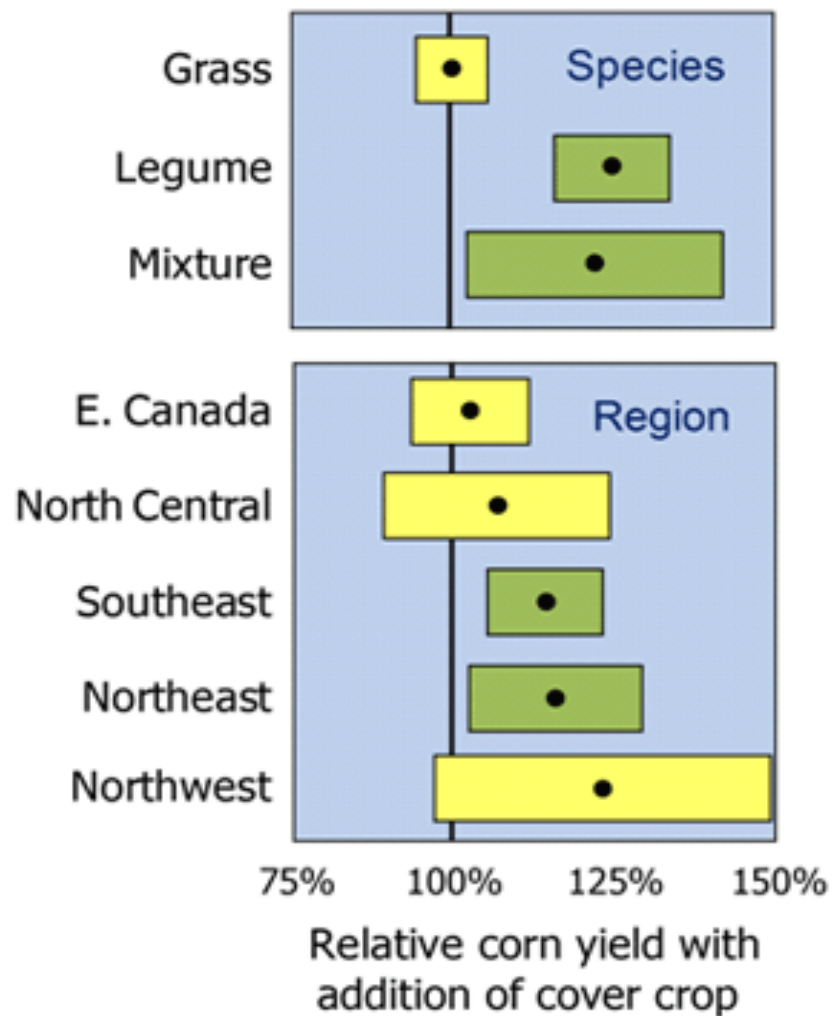 Species
Grass
Legume
Mixture
Region
E. Canada
North Central
Southeast
Northeast
Northwest
75% 100% 125% 150%
Relative corn yield with
addition of cover crop